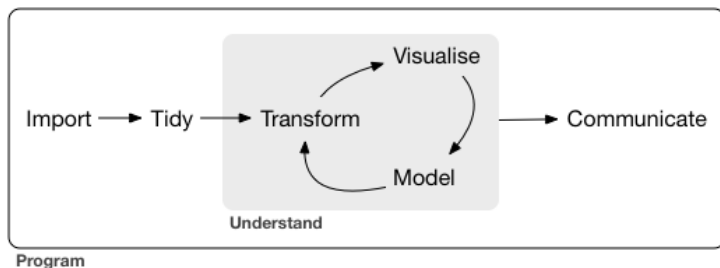 Visualise
Import
Tidy
Transform
Communicate
Model
Understand
Program